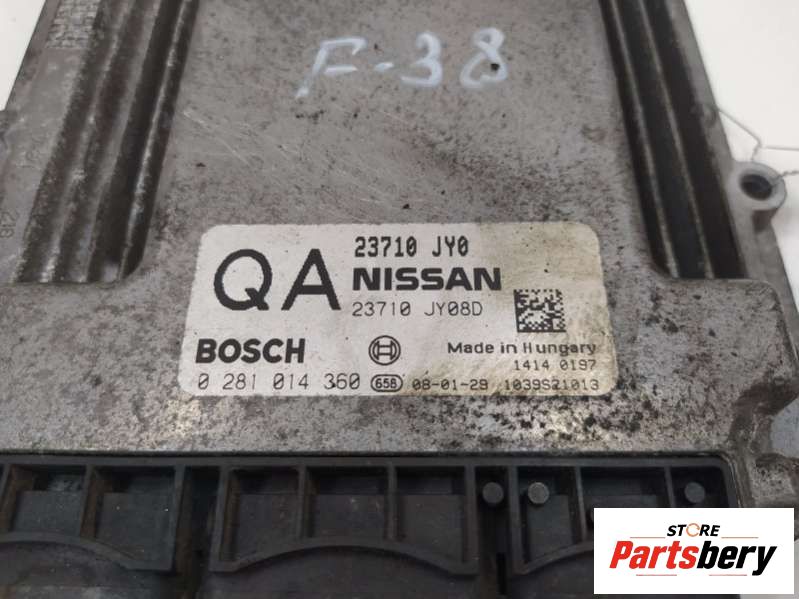 F-38
QA
23710 JY0
NISSAN
23710 JY08D
BOSCH
Made in Hungary
1414 0197
0 281 014 360 656 08-01-29 1039S21013
STORE
Partsbery